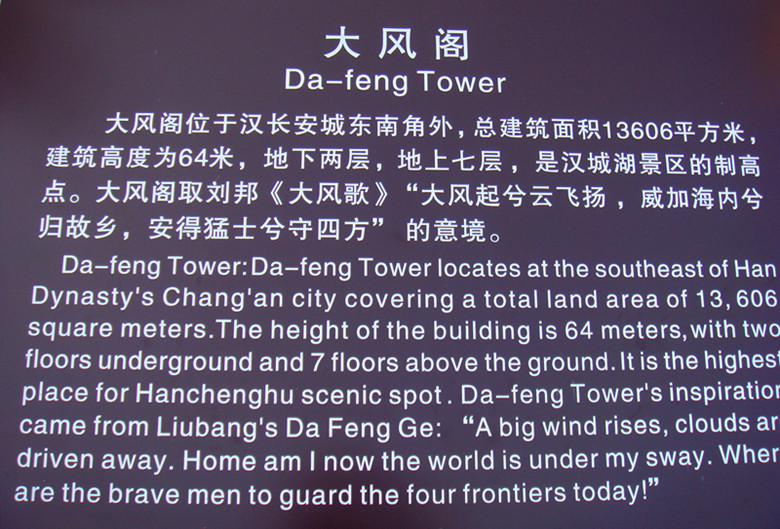 大风阁
Da-feng Tower
大风阁位于汉长安城东南角外，总建筑面积13606平方米，
建筑高度为64米，地下两层，地上七层，是汉城湖景区的制高
点。大风阁取刘邦《大风歌》“大风起兮云飞扬，威加海内兮
归故乡，安得猛士兮守四方”的意境。
Da-feng Tower:Da-feng Tower locates at the southeast of Han
Dynasty's Chang'an city covering a total land area of 13,606
square meters.The height of the building is 64 meters,with two
floors underground and 7 floors above the ground.It is the highest
place for Hanchenghu scenic spot. Da-feng Tower's inspiration
came from Liubang's Da Feng Ge: “A big wind rises, clouds ar
driven away. Home am I now the world is under my sway. Wher
are the brave men to guard the four frontiers today!”